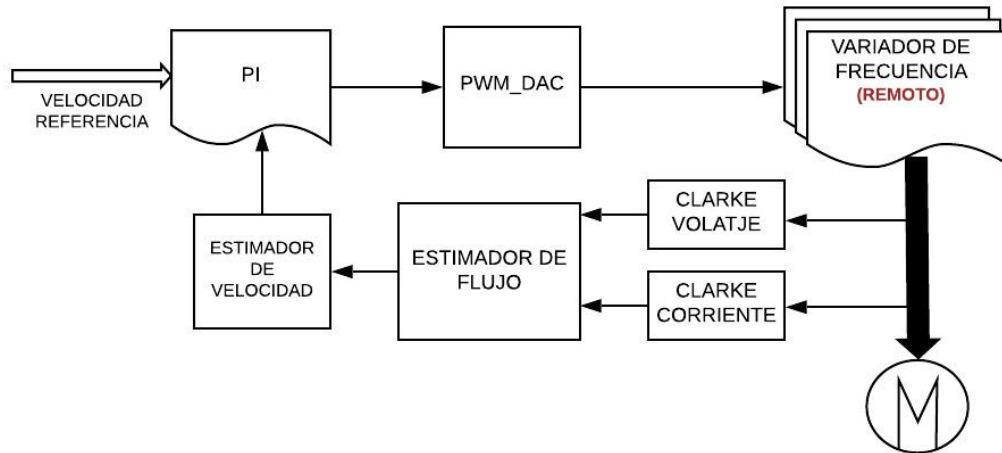 VELOCIDAD
REFERENCIA
PI
PWM_DAC
VARIADOR DE
FRECUENCIA
(REMOTO)
ESTIMADOR
DE
VELOCIDAD
ESTIMADOR DE
FLUJO
CLARKE
VOLATJE
CLARKE
CORRIENTE
M